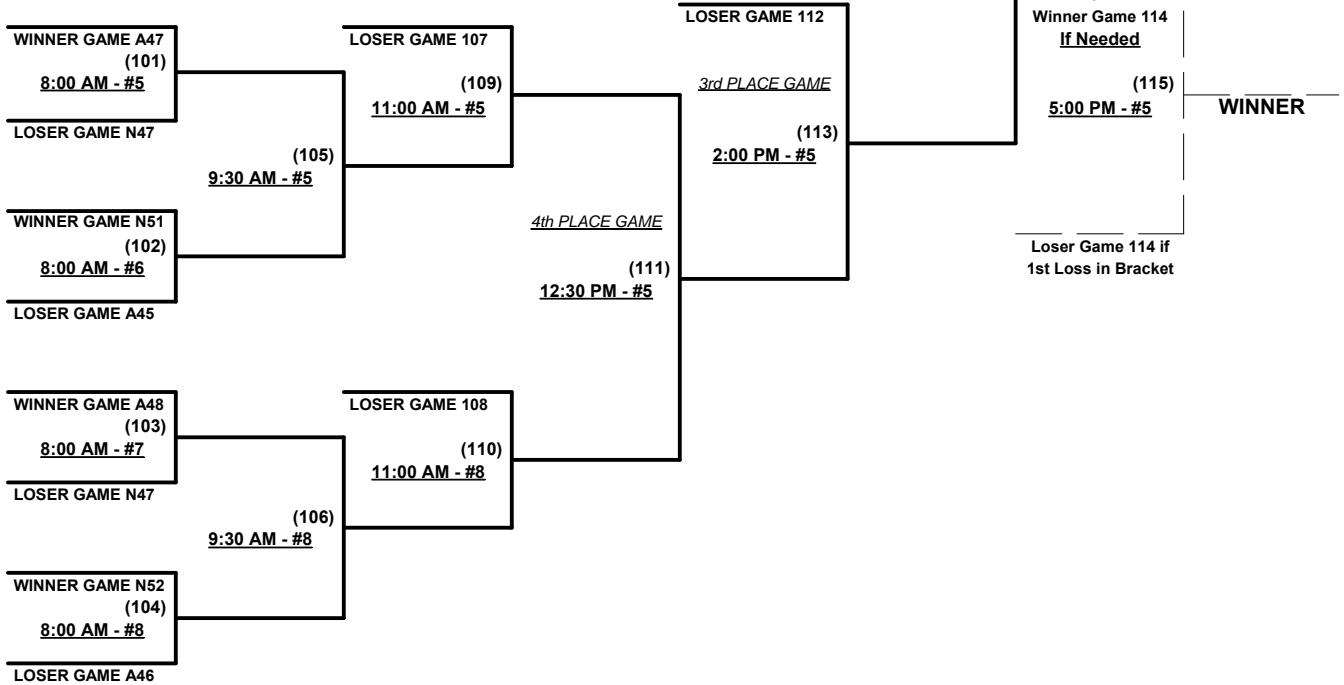 LOSER GAME 112
Winner Game 114
If Needed
WINNER GAME A47
(101)
8:00 AM - #5
LOSER GAME N47
LOSER GAME 107
(109)
11:00 AM - #5
3rd PLACE GAME
(113)
2:00 PM - #5
(115)
5:00 PM - #5
WINNER
(105)
9:30 AM - #5
WINNER GAME N51
(102)
8:00 AM - #6
LOSER GAME A45
4th PLACE GAME
(111)
12:30 PM - #5
Loser Game 114 if
1st Loss in Bracket
WINNER GAME A48
(103)
8:00 AM - #7
LOSER GAME N47
LOSER GAME 108
(110)
11:00 AM - #8
(106)
9:30 AM - #8
WINNER GAME N52
(104)
8:00 AM - #8
LOSER GAME A46